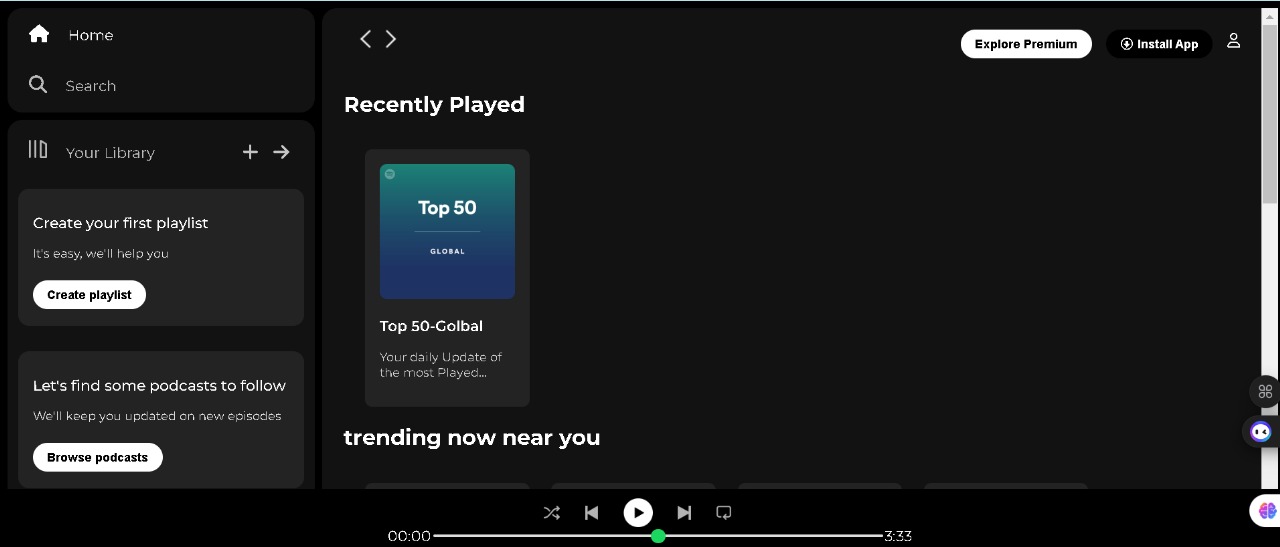 Home
Search
Your Library
Create your first playlist
It's easy, we'll help you
Create playlist
Let's find some podcasts to follow
We'll keep you updated on new episodes
Browse podcasts
Explore Premium
Install App
Recently Played
Top 50
GLOBAL
Top 50-Golbal
Your daily Update of
the most Played...
trending now near you
00:00
3:33